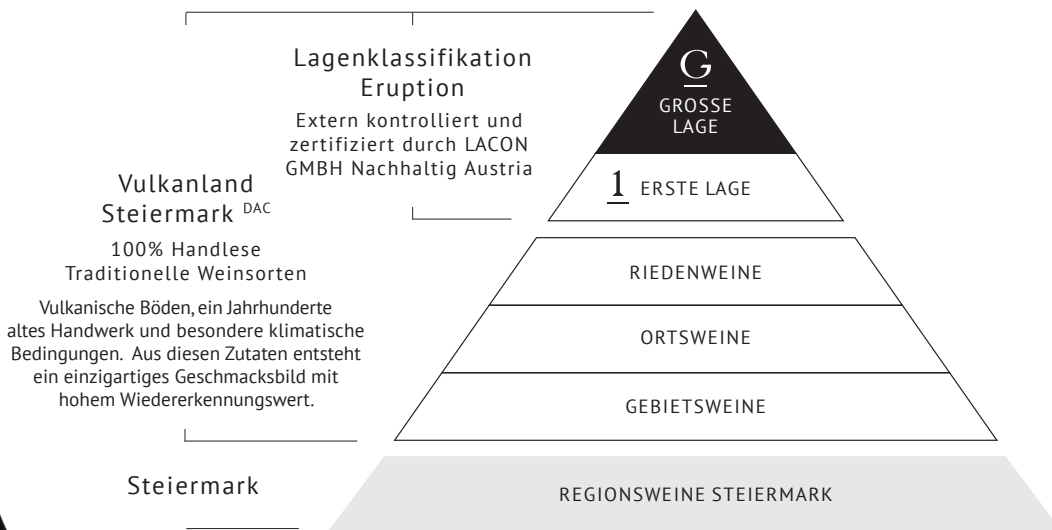 Lagenklassifikation
Eruption
Extern kontrolliert und
zertifiziert durch LACON
GMBH Nachhaltig Austria
Vulkanland
Steiermark DAC
100% Handlese
Traditionelle Weinsorten
Vulkanische Böden, ein Jahrhunderte
altes Handwerk und besondere klimatische
Bedingungen. Aus diesen Zutaten entsteht
ein einzigartiges Geschmacksbild mit
hohem Wiedererkennungswert.
Steiermark
G
GROSSE
LAGE
1 ERSTE LAGE
RIEDENWEINE
ORTSWEINE
GEBIETSWEINE
REGIONSWEINE STEIERMARK